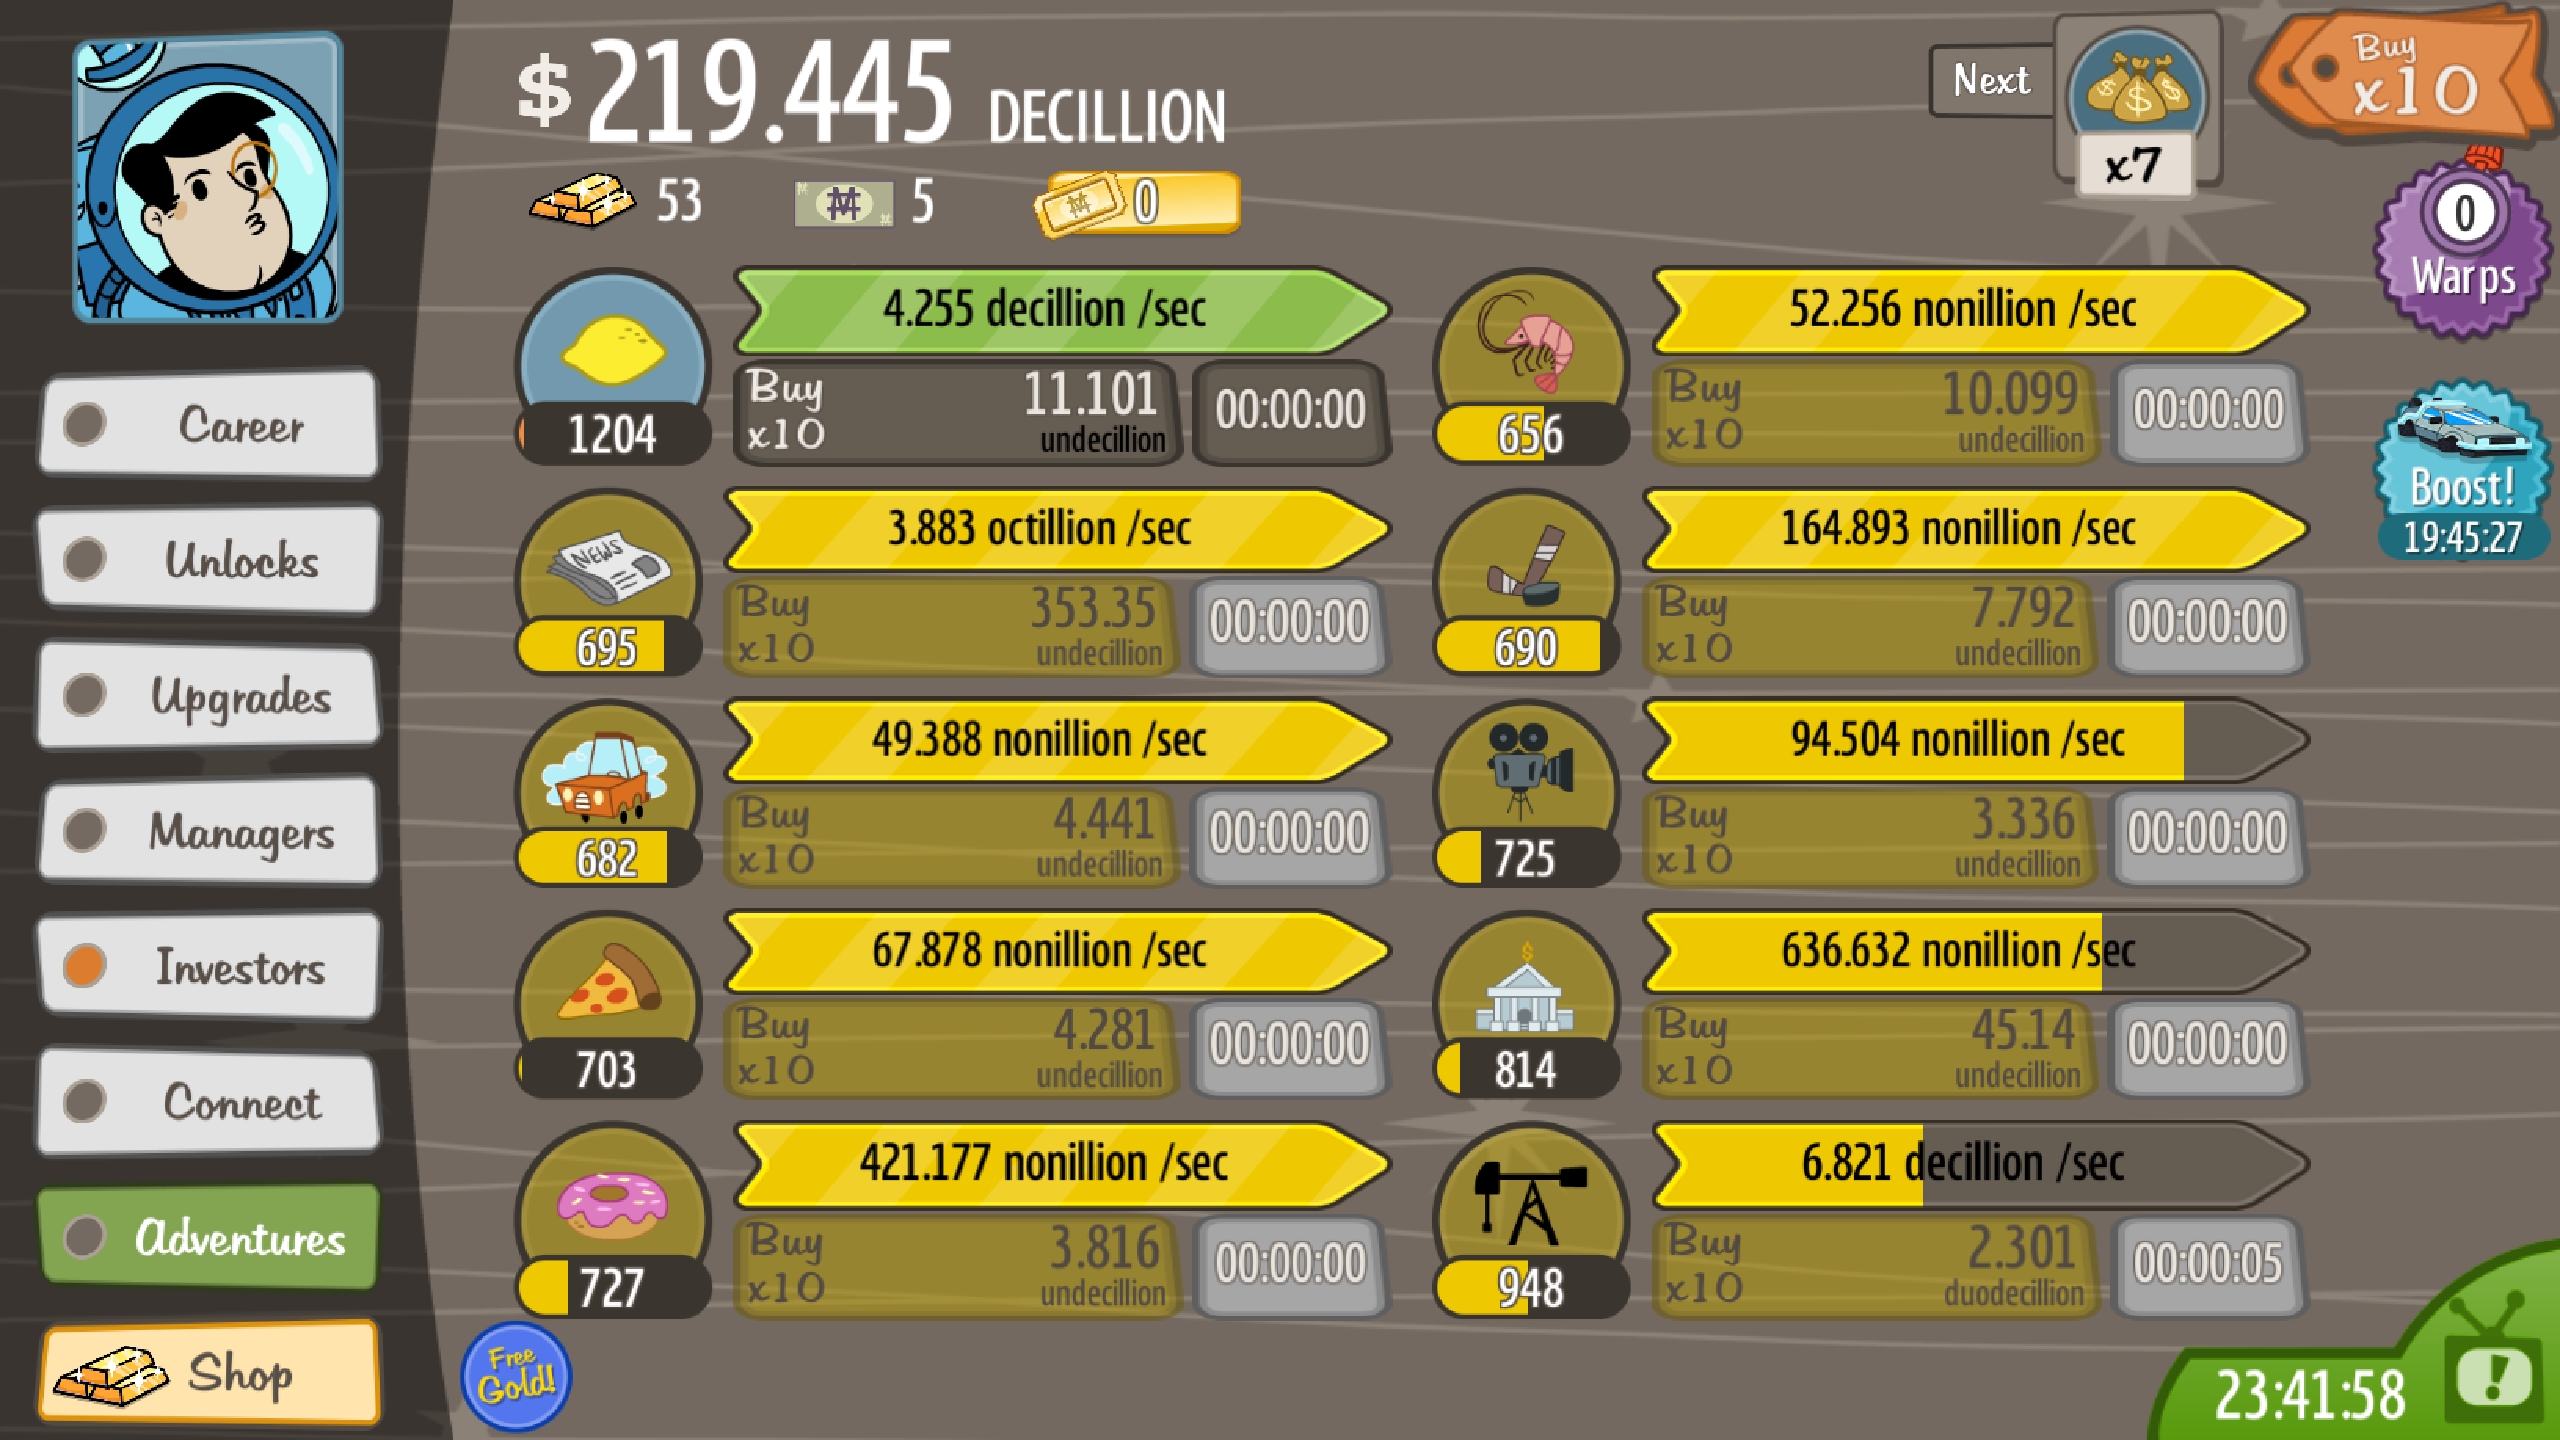 $219.445 DECILLION
53
5
0
Next
x7
Buy
x10
0
Warps
Boost!
19:45:27
Career
Unlocks
Upgrades
Managers
Investors
Connect
Adventures
Shop
4.255 decillion /sec
Buy
x10
11.101
undecillion
00:00:00
1204
NEWS
3.883 octillion /sec
Buy
x10
353.35
undecillion
00:00:00
695
49.388 nonillion /sec
Buy
x10
4.441
undecillion
00:00:00
682
67.878 nonillion /sec
Buy
x10
4.281
undecillion
00:00:00
703
421.177 nonillion /sec
Buy
x10
3.816
undecillion
00:00:00
727
52.256 nonillion /sec
Buy
x10
10.099
undecillion
00:00:00
656
164.893 nonillion /sec
Buy
x10
7.792
undecillion
00:00:00
690
94.504 nonillion /sec
Buy
x10
3.336
undecillion
00:00:00
725
636.632 nonillion /sec
Buy
x10
45.14
undecillion
00:00:00
814
6.821 decillion /sec
Buy
x10
2.301
duodecillion
00:00:05
948
Free
Gold!
23:41:58